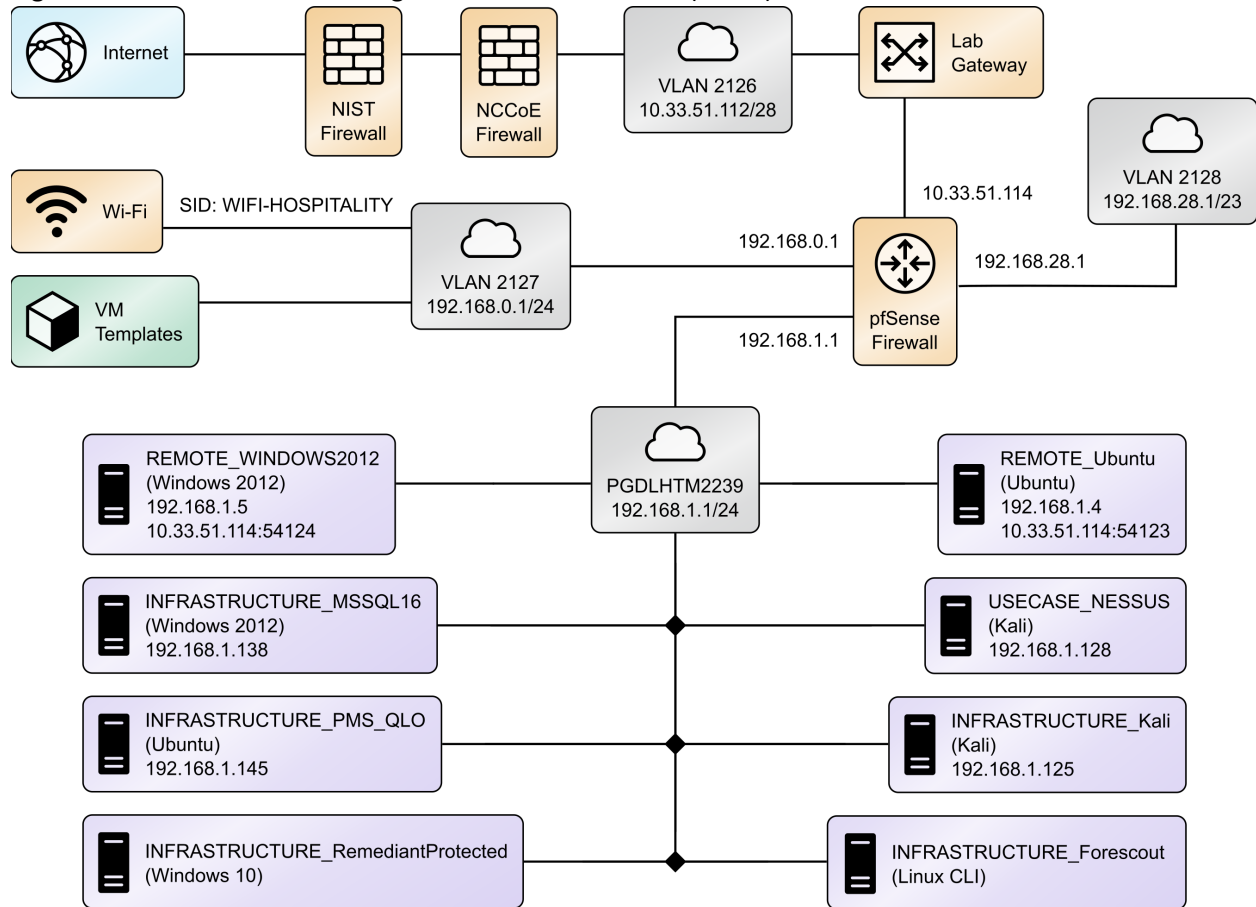 Internet
NIST
Firewall
NCCoE
Firewall
VLAN 2126
10.33.51.112/28
Lab
Gateway
VLAN 2128
192.168.28.1/23
10.33.51.114
Wi-Fi
SID: WIFI-HOSPITALITY
VLAN 2127
192.168.0.1/24
192.168.0.1
192.168.28.1
pfSense
Firewall
VM
Templates
192.168.1.1
PGDLHTM2239
192.168.1.1/24
REMOTE_WINDOWS2012
(Windows 2012)
192.168.1.5
10.33.51.114:54124
REMOTE_Ubuntu
(Ubuntu)
192.168.1.4
10.33.51.114:54123
INFRASTRUCTURE_MSSQL16
(Windows 2012)
192.168.1.138
USECASE_NESSUS
(Kali)
192.168.1.128
INFRASTRUCTURE_PMS_QLO
(Ubuntu)
192.168.1.145
INFRASTRUCTURE_Kali
(Kali)
192.168.1.125
INFRASTRUCTURE_RemediantProtected
(Windows 10)
INFRASTRUCTURE_Forescout
(Linux CLI)